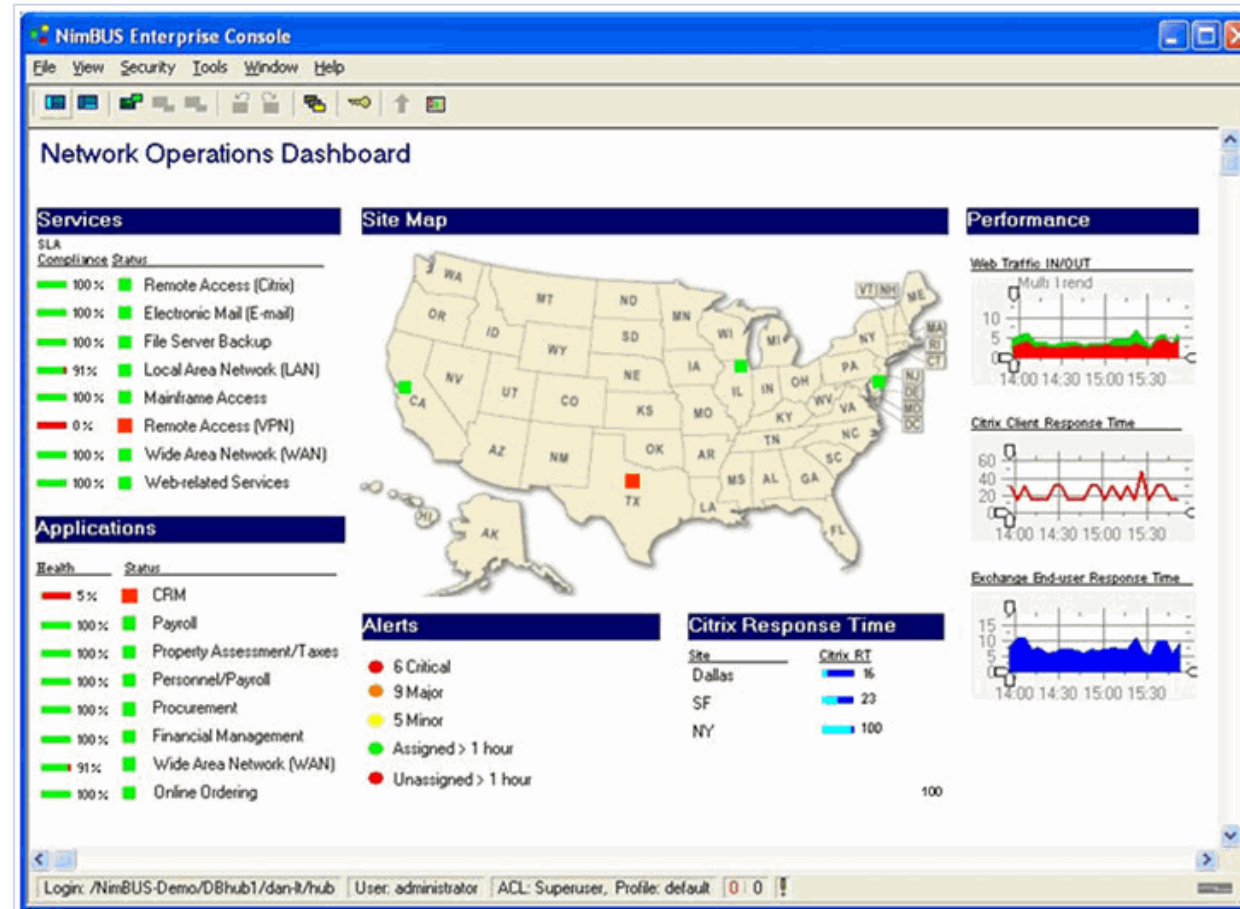 NimBUS Enterprise Console
File View Security Tools Window Help
Network Operations Dashboard
Services
SLA
Compliance Status
100% Remote Access (Citrix)
100% Electronic Mail (E-mail)
100% File Server Backup
91% Local Area Network (LAN)
100% Mainframe Access
0% Remote Access (VPN)
100% Wide Area Network (WAN)
100% Web-related Services
Applications
Health Status
5% CRM
100% Payroll
100% Property Assessment/Taxes
100% Personnel/Payroll
100% Procurement
100% Financial Management
91% Wide Area Network (WAN)
100% Online Ordering
Site Map
WA
MT
ND
MN
VT NH
ME
OR
ID
SD
WI
MI
NY
MA
RI
CT
WY
IA
PA
NJ
DE
MD
DC
NV
UT
CO
NE
IL
IN
OH
WV
VA
CA
KS
MO
KY
NC
AZ
NM
OK
AR
TN
SC
MS
AL
GA
TX
LA
FL
HI
AK
Alerts
6 Critical
9 Major
5 Minor
Assigned > 1 hour
Unassigned > 1 hour
Citrix Response Time
Site Citrix RT
Dallas 16
SF 23
NY 100
100
Performance
Web Traffic IN/OUT
Multi Trend
10
5
0
14:00 14:30 15:00 15:30
Citrix Client Response Time
60
40
20
0
14:00 14:30 15:00 15:30
Exchange End-user Response Time
15
10
5
0
14:00 14:30 15:00 15:30
Login: /NimBUS-Demo/DBhub1/dan-lt/hub User: administrator ACL: Superuser, Profile: default 0 0